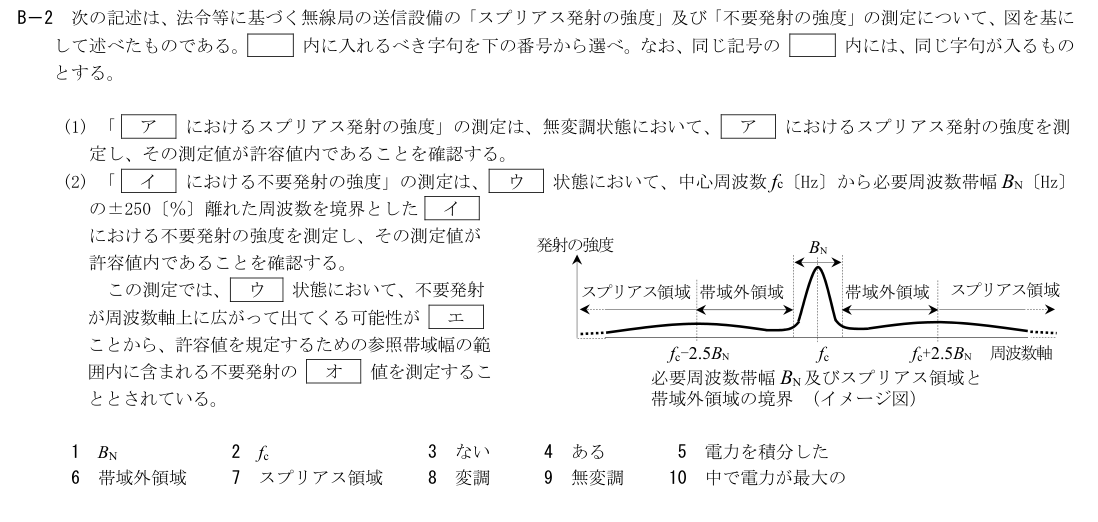 B－2 次の記述は、法令等に基づく無線局の送信設備の「スプリアス発射の強度」及び「不要発射の強度」の測定について、図を基に
して述べたものである。 内に入れるべき字句を下の番号から選べ。なお、同じ記号の 内には、同じ字句が入るもの
とする。
(1) 「 ア におけるスプリアス発射の強度」の測定は、無変調状態において、 ア におけるスプリアス発射の強度を測
定し、その測定値が許容値内であることを確認する。
(2) 「 イ における不要発射の強度」の測定は、 ウ 状態において、中心周波数 fc〔Hz〕から必要周波数帯幅 BN〔Hz〕
の±250〔%〕離れた周波数を境界とした イ
における不要発射の強度を測定し、その測定値が
許容値内であることを確認する。
この測定では、 ウ 状態において、不要発射
が周波数軸上に広がって出てくる可能性が エ
ことから、許容値を規定するための参照帯域幅の範
囲内に含まれる不要発射の オ 値を測定するこ
ととされている。
発射の強度
BN
スプリアス領域 帯域外領域 帯域外領域 スプリアス領域
fc−2.5BN fc fc+2.5BN 周波数軸
必要周波数帯幅 BN 及びスプリアス領域と
帯域外領域の境界 （イメージ図）
1 BN 2 fc 3 ない 4 ある 5 電力を積分した
6 帯域外領域 7 スプリアス領域 8 変調 9 無変調 10 中で電力が最大の